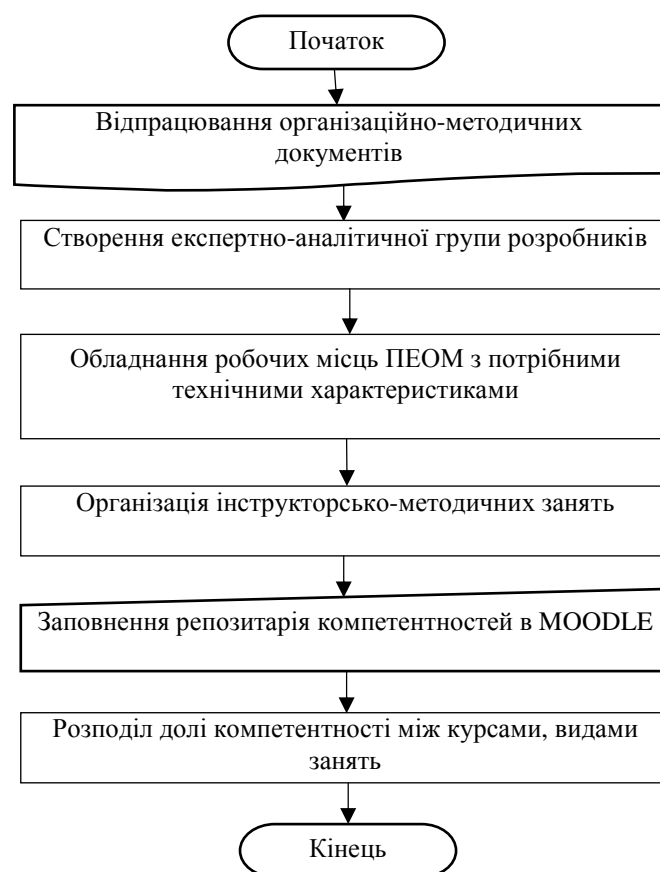 Початок
Відпрацювання організаційно-методичних
документів
Створення експертно-аналітичної групи розробників
Обладнання робочих місць ПЕОМ з потрібними
технічними характеристиками
Організація інструкторсько-методичних занять
Заповнення репозитарія компетентностей в MOODLE
Розподіл долі компетентності між курсами, видами
занять
Кінець